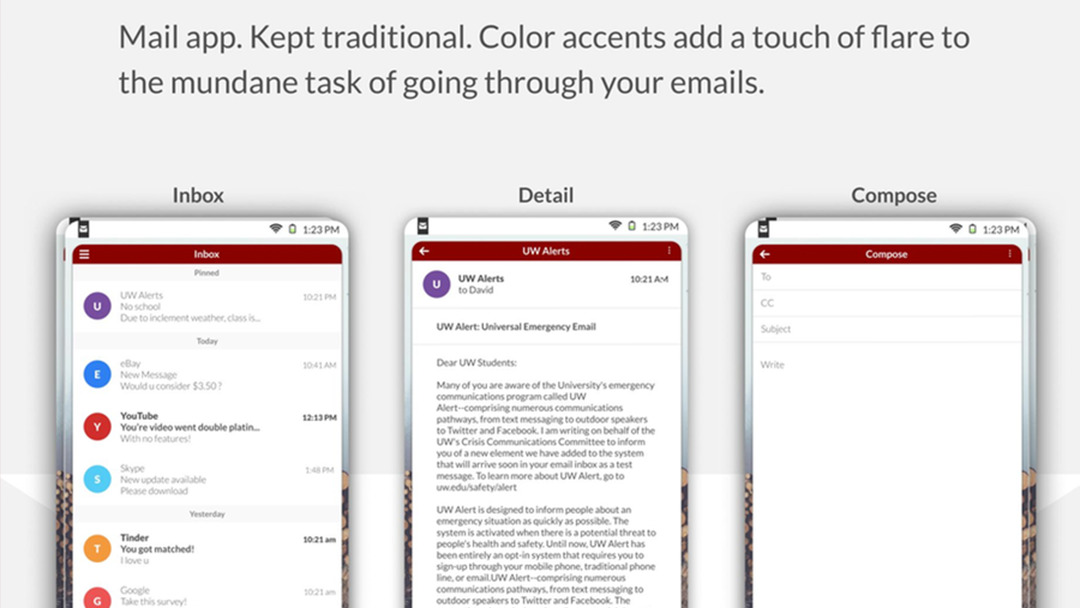 Mail app. Kept traditional. Color accents add a touch of flare to
the mundane task of going through your emails.
Inbox
Detail
Compose
1:23 PM
Inbox
Pinned
U
UW Alerts
10:21 PM
No school
Due to inclement weather, class is...
Today
E
eBay
10:41 AM
New Message
Would u consider $3.50 ?
Y
YouTube
12:13 PM
You're video went double platin...
With no features!
S
Skype
1:48 PM
New update available
Please download
Yesterday
T
Tinder
10:21 am
You got matched!
I love u
G
Google
10:21 am
Take this survey!
1:23 PM
UW Alerts
U
UW Alerts
10:21 AM
to David
UW Alert: Universal Emergency Email
Dear UW Students:
Many of you are aware of the University's emergency
communications program called UW
Alert--comprising numerous communications
pathways, from text messaging to outdoor speakers
to Twitter and Facebook. I am writing on behalf of the
UW's Crisis Communications Committee to inform
you of a new element we have added to the system
that will arrive soon in your email inbox as a test
message. To learn more about UW Alert, go to
uw.edu/safety/alert
UW Alert is designed to inform people about an
emergency situation as quickly as possible. The
system is activated when there is a potential threat to
people's health and safety. Until now, UW Alert has
been entirely an opt-in system that requires you to
sign-up through your mobile phone, traditional phone
line, or email.UW Alert--comprising numerous
communications pathways, from text messaging to
outdoor speakers to Twitter and Facebook. The
1:23 PM
Compose
To
CC
Subject
Write